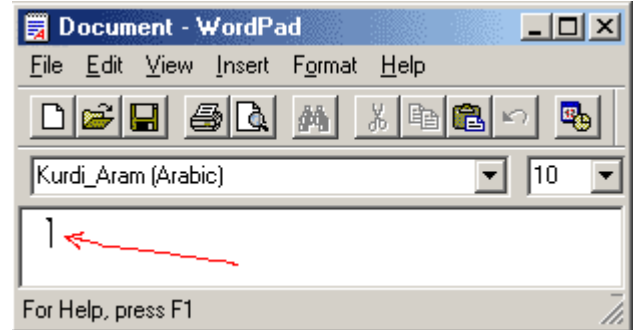 Document - WordPad
File Edit View Insert Format Help
Kurdi_Aram (Arabic) 10
For Help, press F1